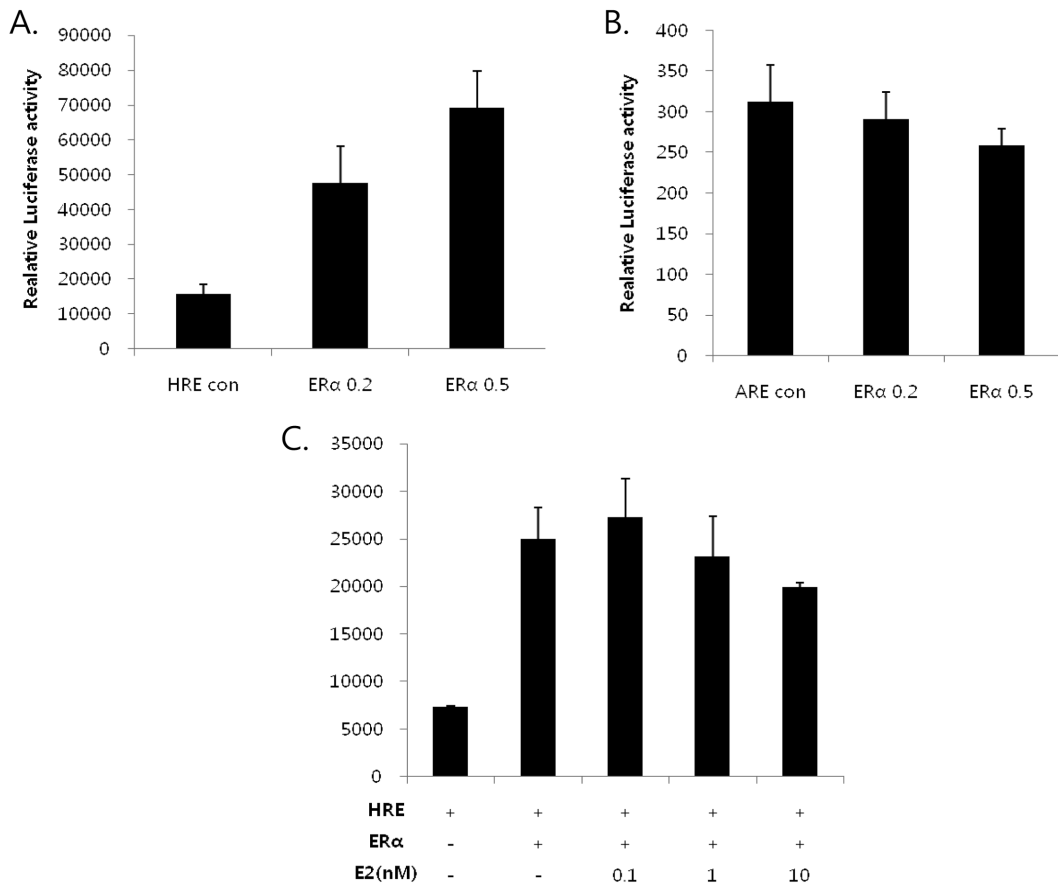 A.
Realative Luciferase activity
90000
80000
70000
60000
50000
40000
30000
20000
10000
0
HRE con ERα 0.2 ERα 0.5
B.
Realative Luciferase activity
400
350
300
250
200
150
100
50
0
ARE con ERα 0.2 ERα 0.5
C.
35000
30000
25000
20000
15000
10000
5000
0
HRE + + + + +
ERα - + + + +
E2(nM) - - 0.1 1 10